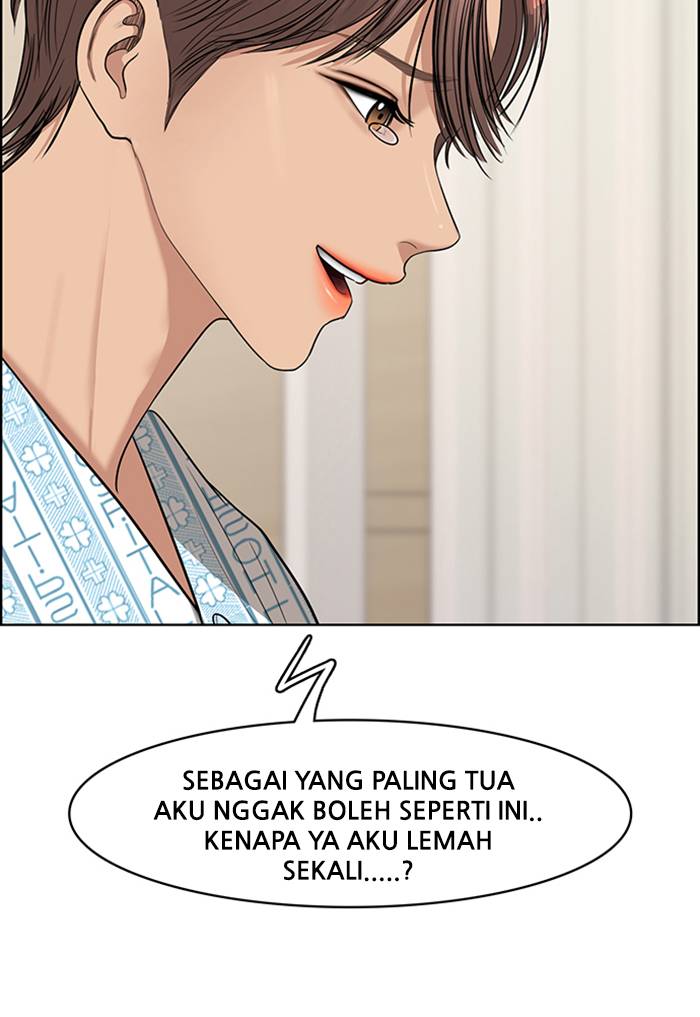 SEBAGAI YANG PALING TUA
AKU NGGAK BOLEH SEPERTI INI..
KENAPA YA AKU LEMAH
SEKALI.....?